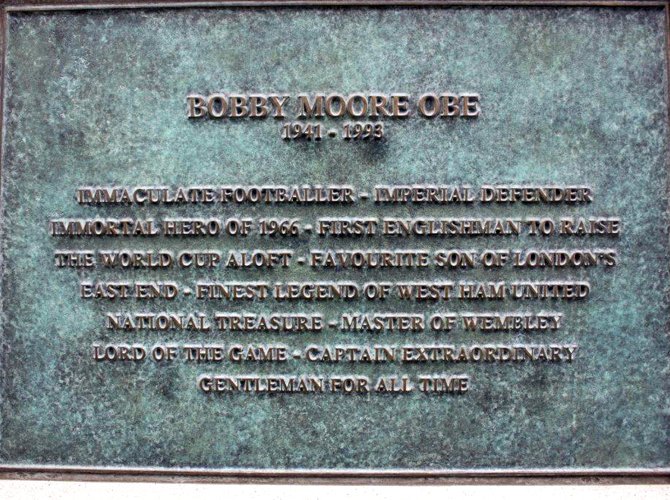 BOBBY MOORE OBE
1941 - 1993
IMMACULATE FOOTBALLER - IMPERIAL DEFENDER
IMMORTAL HERO OF 1966 - FIRST ENGLISHMAN TO RAISE
THE WORLD CUP ALOFT - FAVOURITE SON OF LONDON'S
EAST END - FINEST LEGEND OF WEST HAM UNITED
NATIONAL TREASURE - MASTER OF WEMBLEY
LORD OF THE GAME - CAPTAIN EXTRAORDINARY
GENTLEMAN FOR ALL TIME